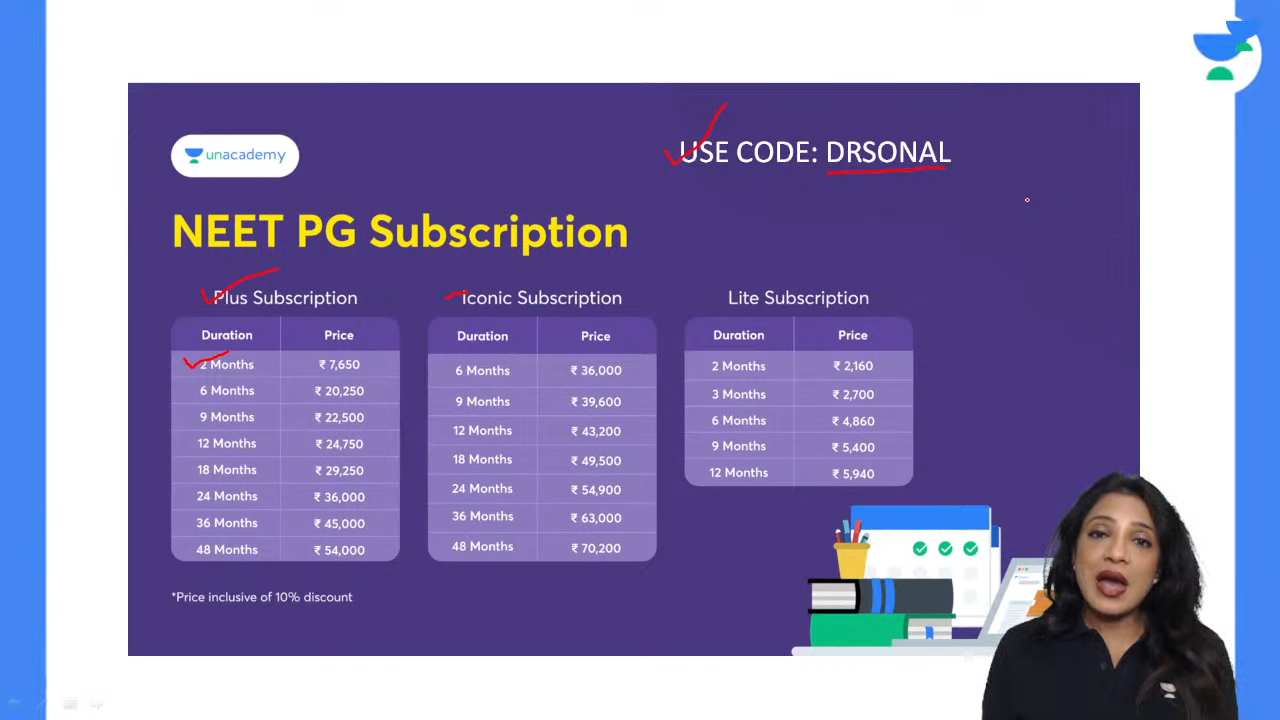 unacademy
USE CODE: DRSONAL
NEET PG Subscription
Plus Subscription
Duration Price
2 Months ₹ 7,650
6 Months ₹ 20,250
9 Months ₹ 22,500
12 Months ₹ 24,750
18 Months ₹ 29,250
24 Months ₹ 36,000
36 Months ₹ 45,000
48 Months ₹ 54,000
Iconic Subscription
Duration Price
6 Months ₹ 36,000
9 Months ₹ 39,600
12 Months ₹ 43,200
18 Months ₹ 49,500
24 Months ₹ 54,900
36 Months ₹ 63,000
48 Months ₹ 70,200
Lite Subscription
Duration Price
2 Months ₹ 2,160
3 Months ₹ 2,700
6 Months ₹ 4,860
9 Months ₹ 5,400
12 Months ₹ 5,940
*Price inclusive of 10% discount